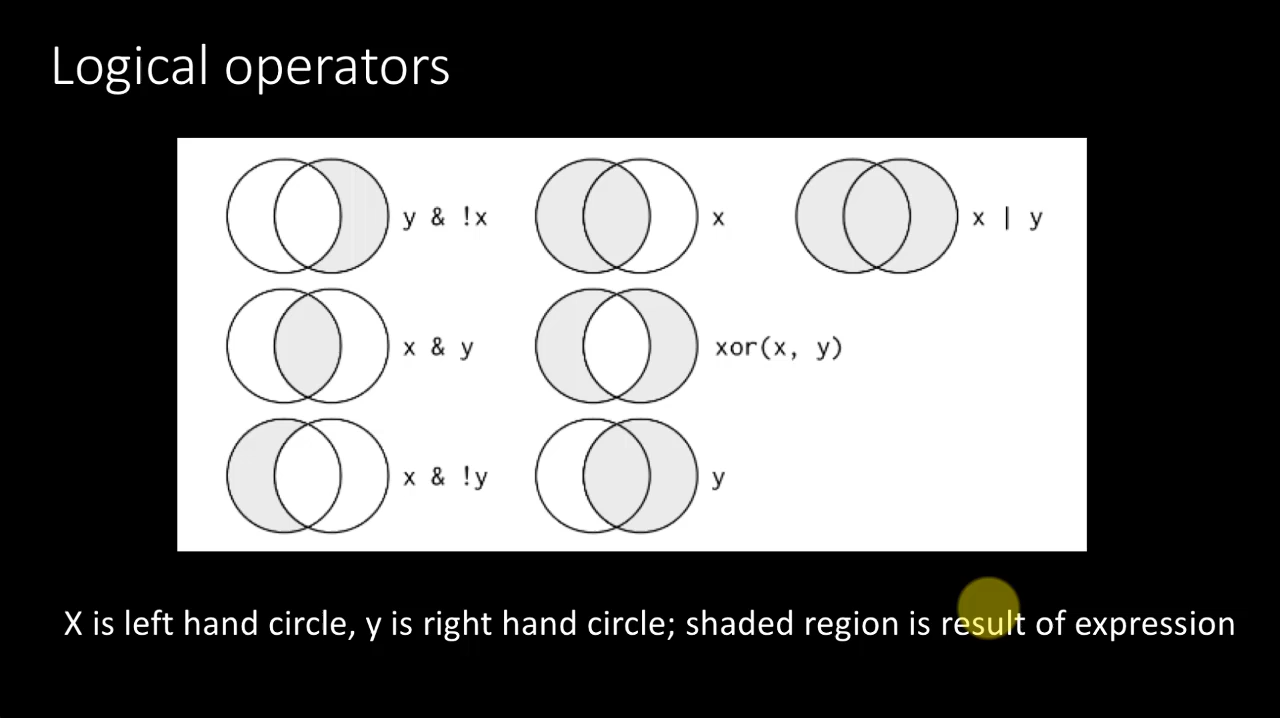 Logical operators
y & !x
x
x | y
x & y
xor(x, y)
x & !y
y
X is left hand circle, y is right hand circle; shaded region is result of expression